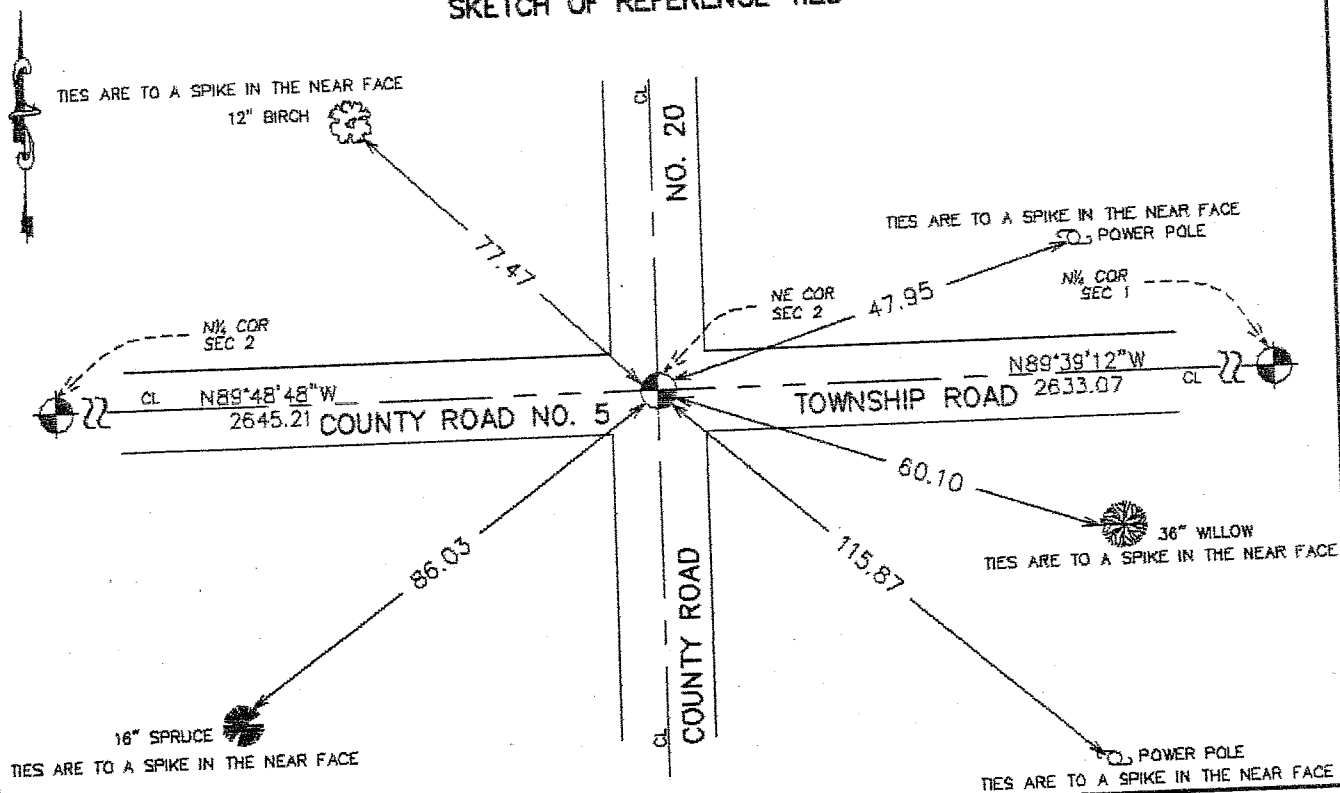 SKETCH OF REFERENCE TIES
TIES ARE TO A SPIKE IN THE NEAR FACE
12" BIRCH
CL
NO. 20
77.47
TIES ARE TO A SPIKE IN THE NEAR FACE
POWER POLE
47.95
NE COR
SEC 2
N¼ COR
SEC 1
N¼ COR
SEC 2
CL
N89°48'48"W
2645.21
COUNTY ROAD NO. 5
TOWNSHIP ROAD
N89°39'12"W
2633.07
CL
60.10
36" WILLOW
TIES ARE TO A SPIKE IN THE NEAR FACE
86.03
115.87
COUNTY ROAD
CL
16" SPRUCE
TIES ARE TO A SPIKE IN THE NEAR FACE
POWER POLE
TIES ARE TO A SPIKE IN THE NEAR FACE